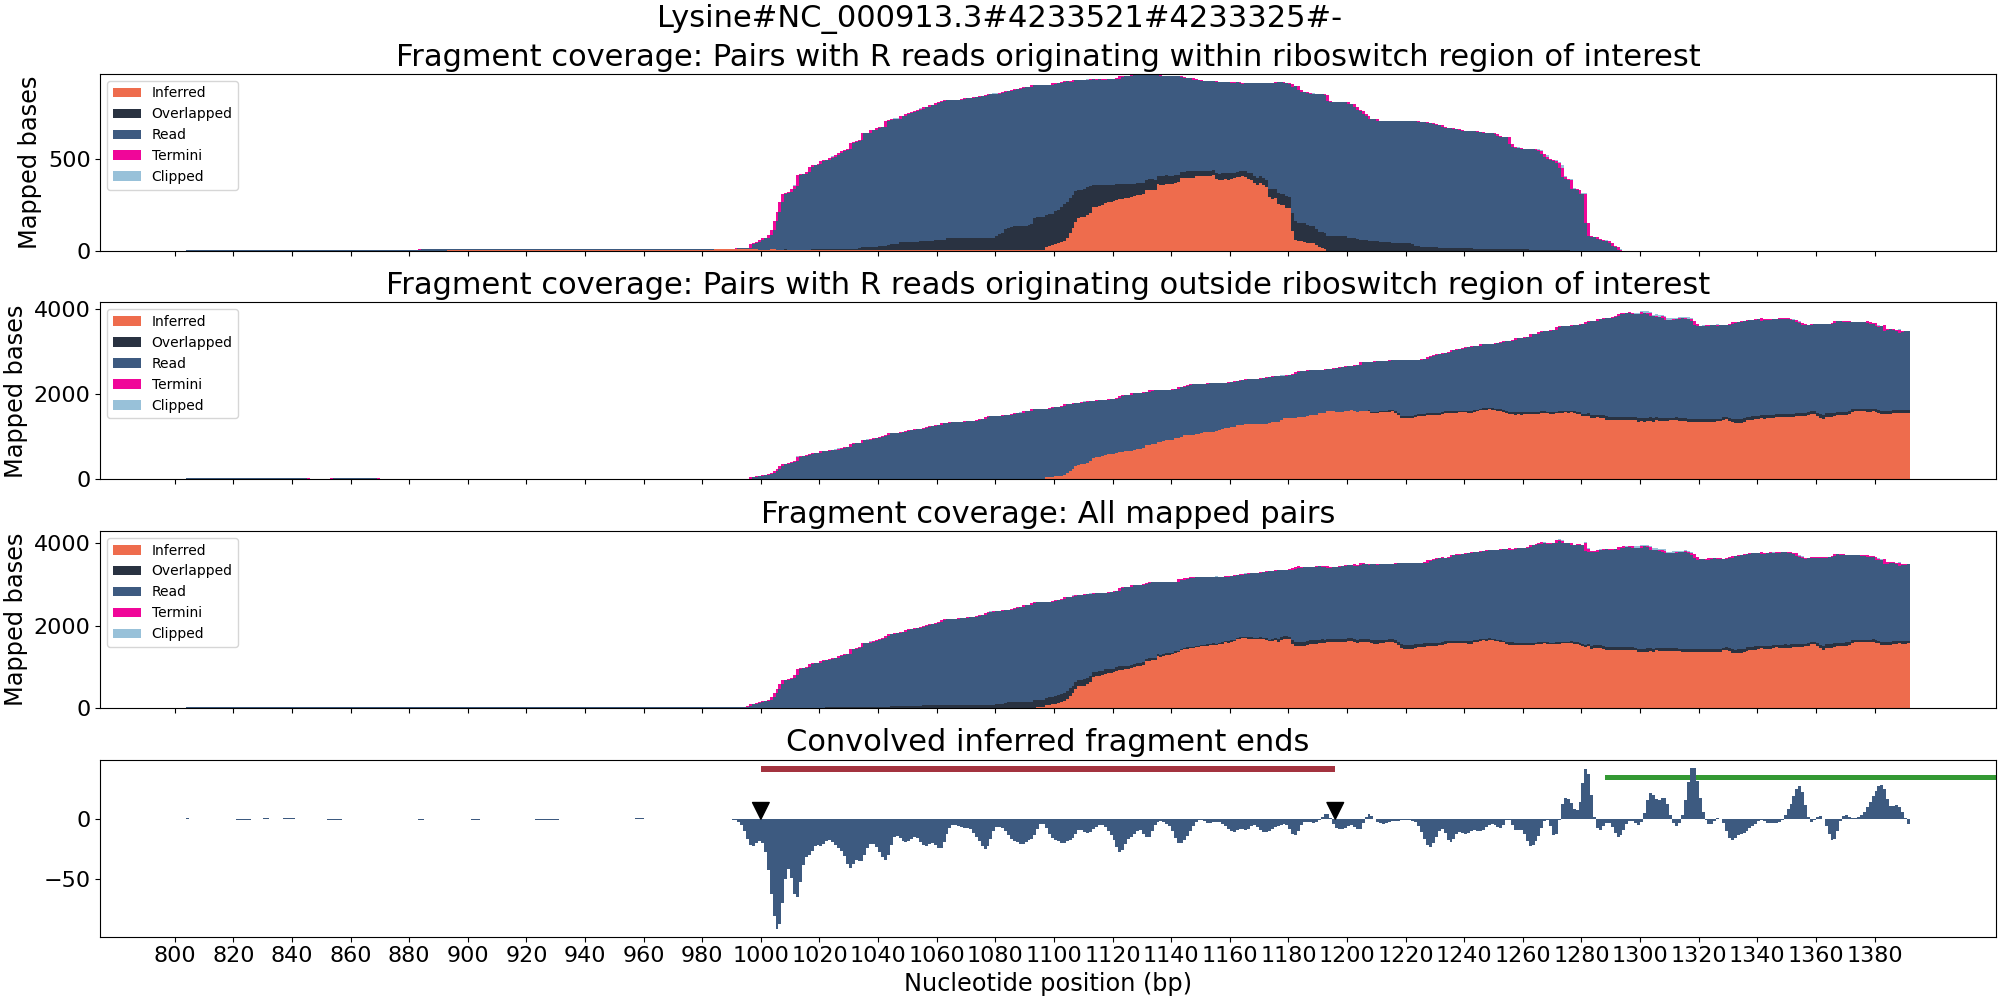 Lysine#NC_000913.3#4233521#4233325#-
Fragment coverage: Pairs with R reads originating within riboswitch region of interest
Mapped bases
500
0
Inferred
Overlapped
Read
Termini
Clipped
Fragment coverage: Pairs with R reads originating outside riboswitch region of interest
Mapped bases
4000
2000
0
Inferred
Overlapped
Read
Termini
Clipped
Fragment coverage: All mapped pairs
Mapped bases
4000
2000
0
Inferred
Overlapped
Read
Termini
Clipped
Convolved inferred fragment ends
0
−50
800 820 840 860 880 900 920 940 960 980 1000 1020 1040 1060 1080 1100 1120 1140 1160 1180 1200 1220 1240 1260 1280 1300 1320 1340 1360 1380
Nucleotide position (bp)